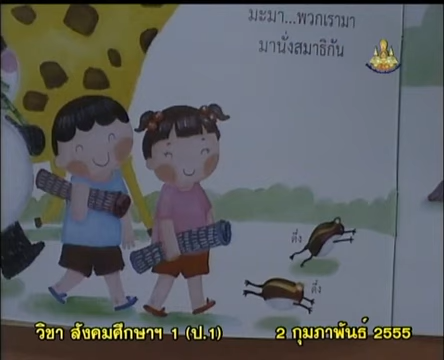 มะมา...พวกเรามา
มานั่งสมาธิกัน
ดึ๋ง
ดึ๋ง
วิชา สังคมศึกษาฯ 1 (ป.1)
2 กุมภาพันธ์ 2555